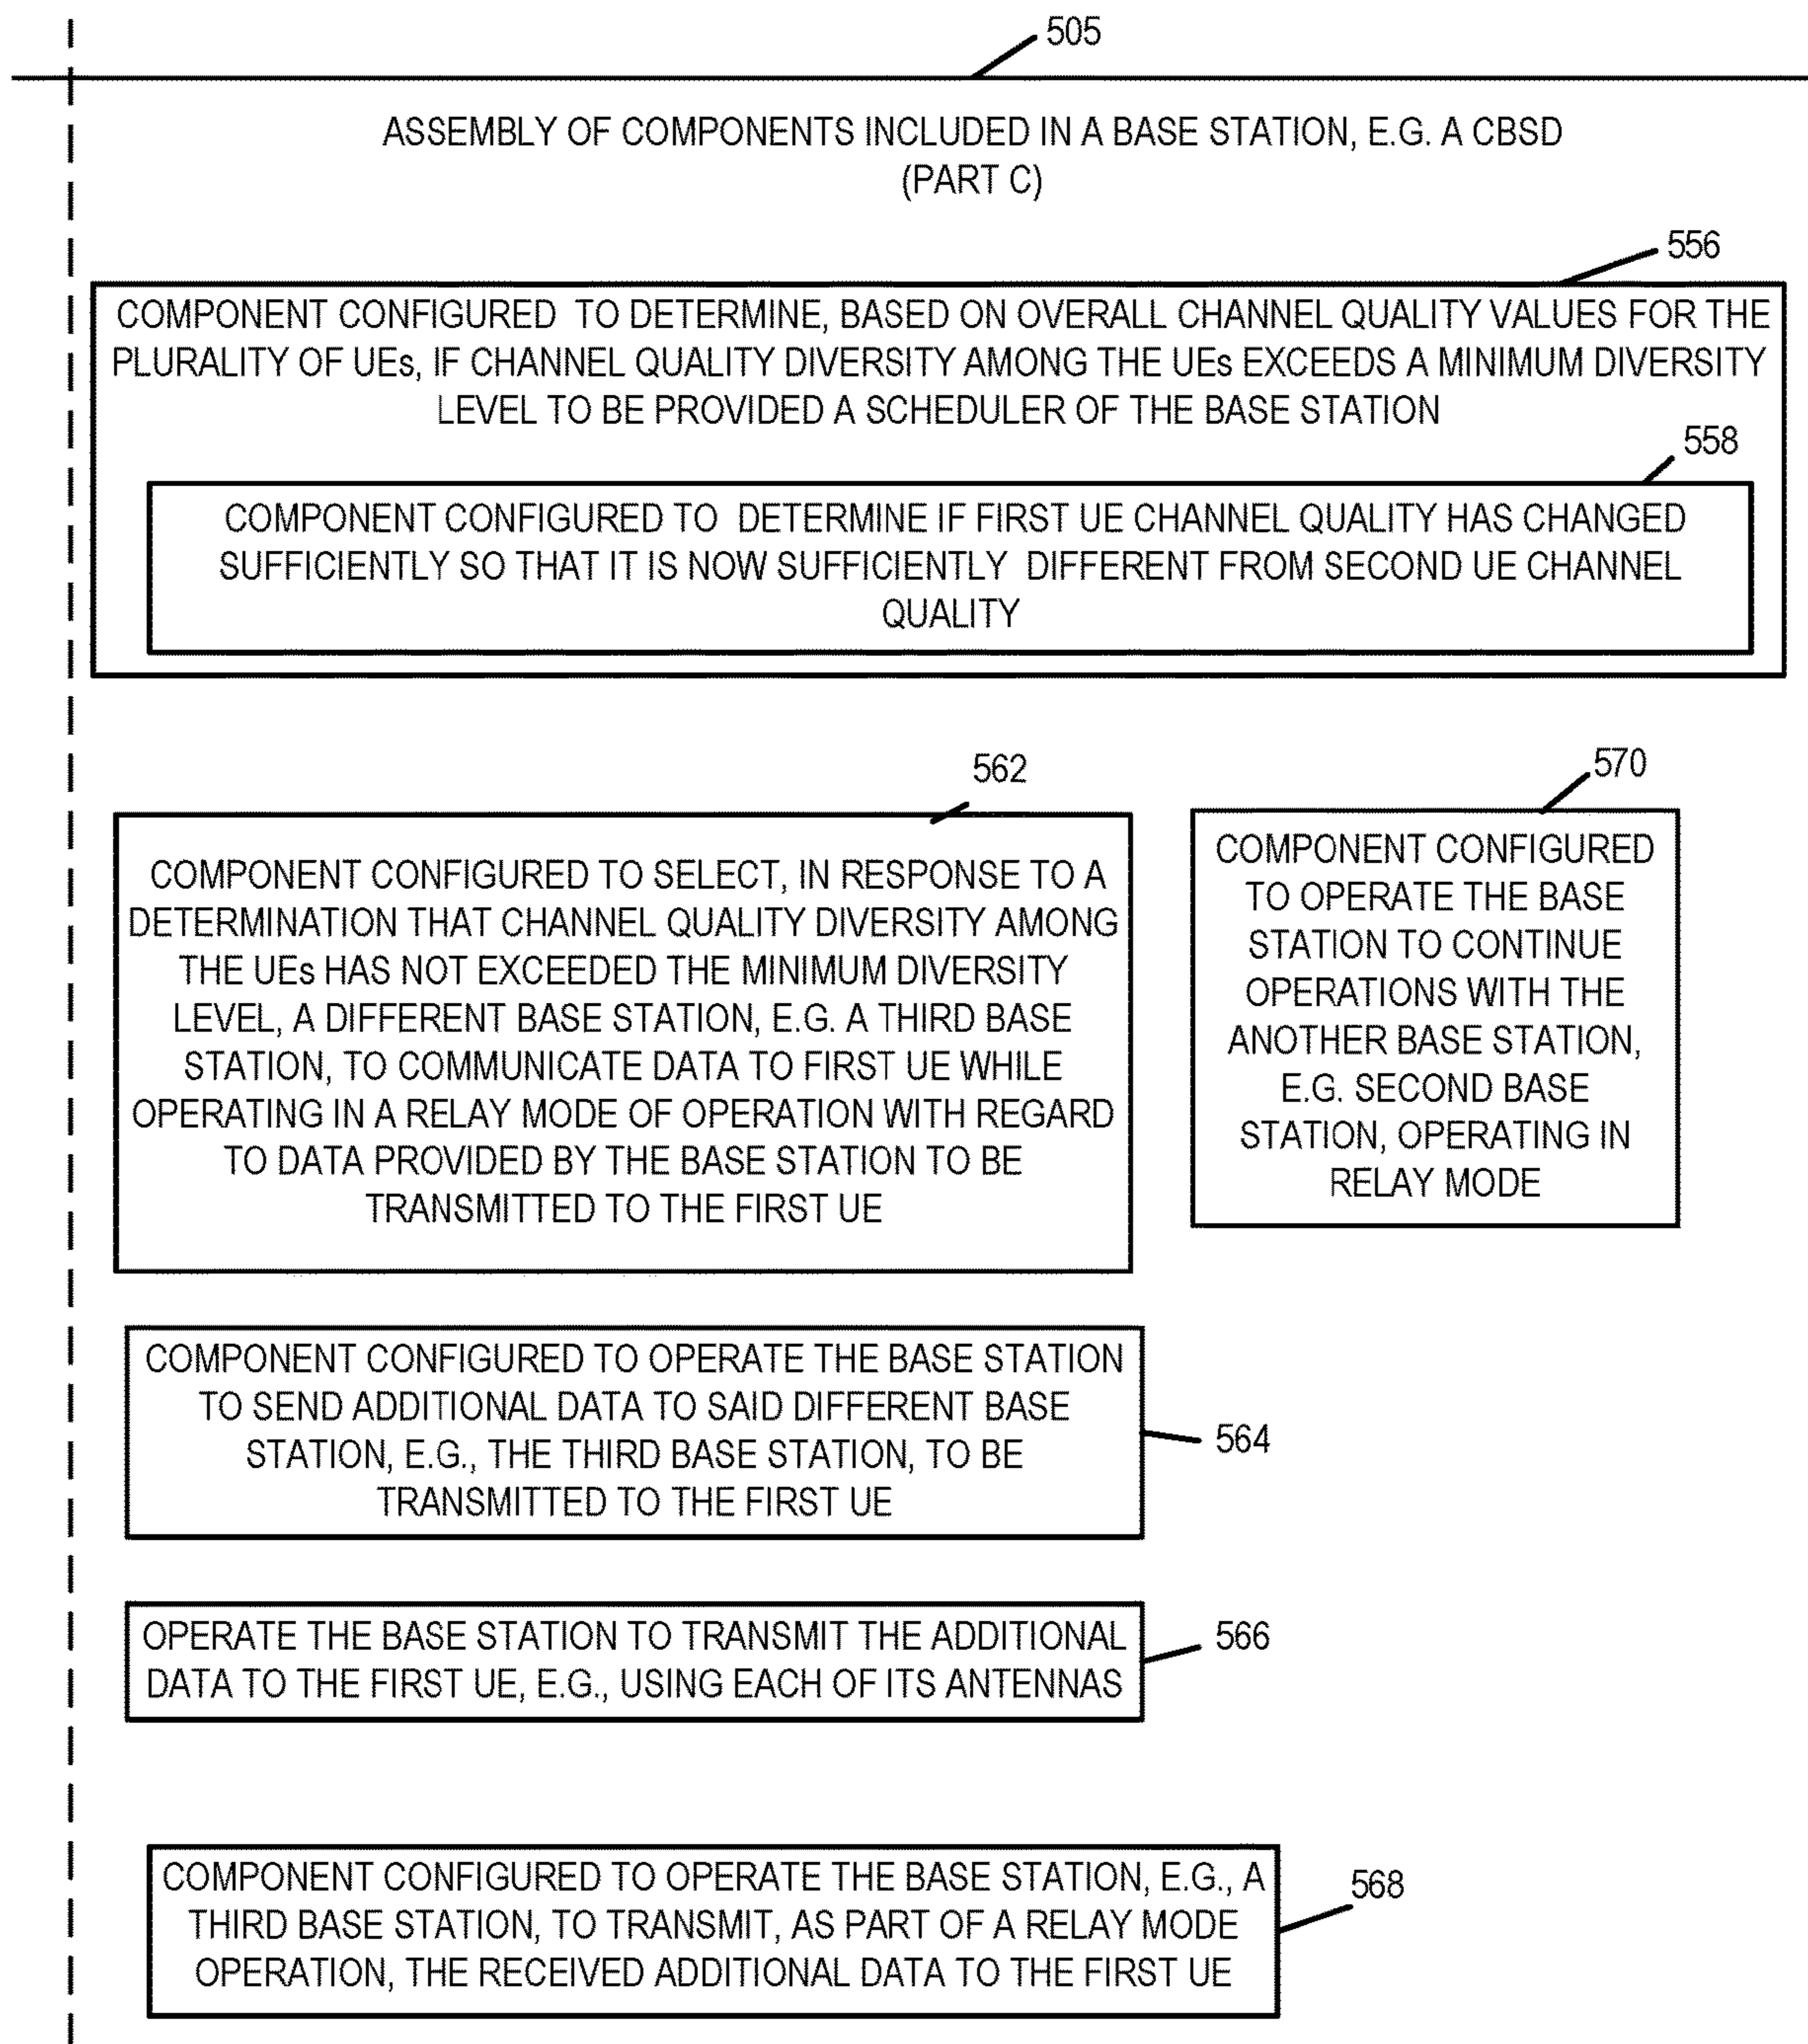 505
ASSEMBLY OF COMPONENTS INCLUDED IN A BASE STATION, E.G. A CBSD
(PART C)
556
COMPONENT CONFIGURED TO DETERMINE, BASED ON OVERALL CHANNEL QUALITY VALUES FOR THE
PLURALITY OF UEs, IF CHANNEL QUALITY DIVERSITY AMONG THE UEs EXCEEDS A MINIMUM DIVERSITY
LEVEL TO BE PROVIDED A SCHEDULER OF THE BASE STATION
558
COMPONENT CONFIGURED TO DETERMINE IF FIRST UE CHANNEL QUALITY HAS CHANGED
SUFFICIENTLY SO THAT IT IS NOW SUFFICIENTLY DIFFERENT FROM SECOND UE CHANNEL
QUALITY
562
COMPONENT CONFIGURED TO SELECT, IN RESPONSE TO A
DETERMINATION THAT CHANNEL QUALITY DIVERSITY AMONG
THE UEs HAS NOT EXCEEDED THE MINIMUM DIVERSITY
LEVEL, A DIFFERENT BASE STATION, E.G. A THIRD BASE
STATION, TO COMMUNICATE DATA TO FIRST UE WHILE
OPERATING IN A RELAY MODE OF OPERATION WITH REGARD
TO DATA PROVIDED BY THE BASE STATION TO BE
TRANSMITTED TO THE FIRST UE
570
COMPONENT CONFIGURED
TO OPERATE THE BASE
STATION TO CONTINUE
OPERATIONS WITH THE
ANOTHER BASE STATION,
E.G. SECOND BASE
STATION, OPERATING IN
RELAY MODE
COMPONENT CONFIGURED TO OPERATE THE BASE STATION
TO SEND ADDITIONAL DATA TO SAID DIFFERENT BASE
STATION, E.G., THE THIRD BASE STATION, TO BE
TRANSMITTED TO THE FIRST UE
564
OPERATE THE BASE STATION TO TRANSMIT THE ADDITIONAL
DATA TO THE FIRST UE, E.G., USING EACH OF ITS ANTENNAS
566
COMPONENT CONFIGURED TO OPERATE THE BASE STATION, E.G., A
THIRD BASE STATION, TO TRANSMIT, AS PART OF A RELAY MODE
OPERATION, THE RECEIVED ADDITIONAL DATA TO THE FIRST UE
568